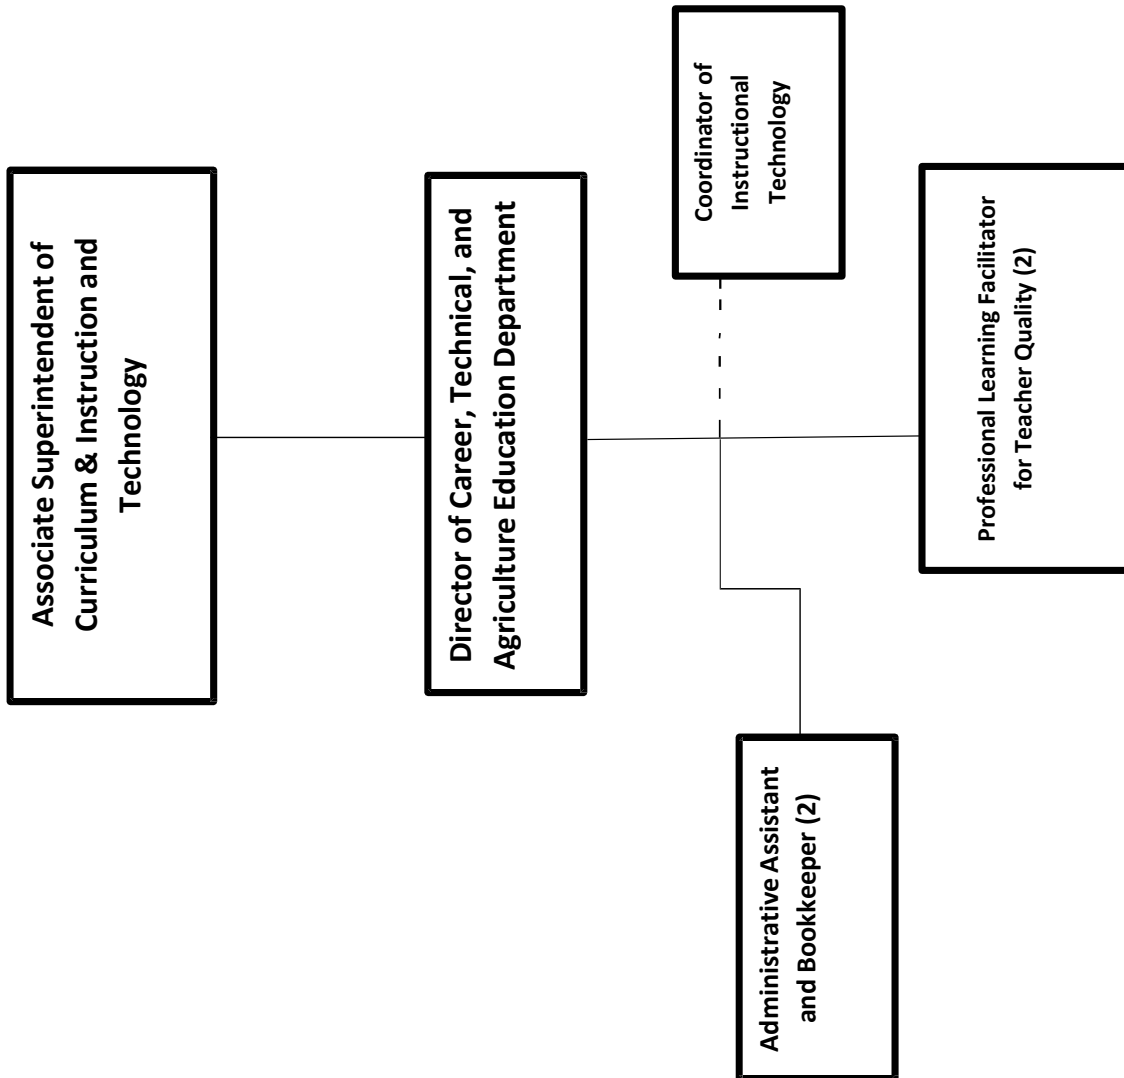 Associate Superintendent of
Curriculum & Instruction and
Technology
Director of Career, Technical, and
Agriculture Education Department
Coordinator of
Instructional
Technology
Administrative Assistant
and Bookkeeper (2)
Professional Learning Facilitator
for Teacher Quality (2)